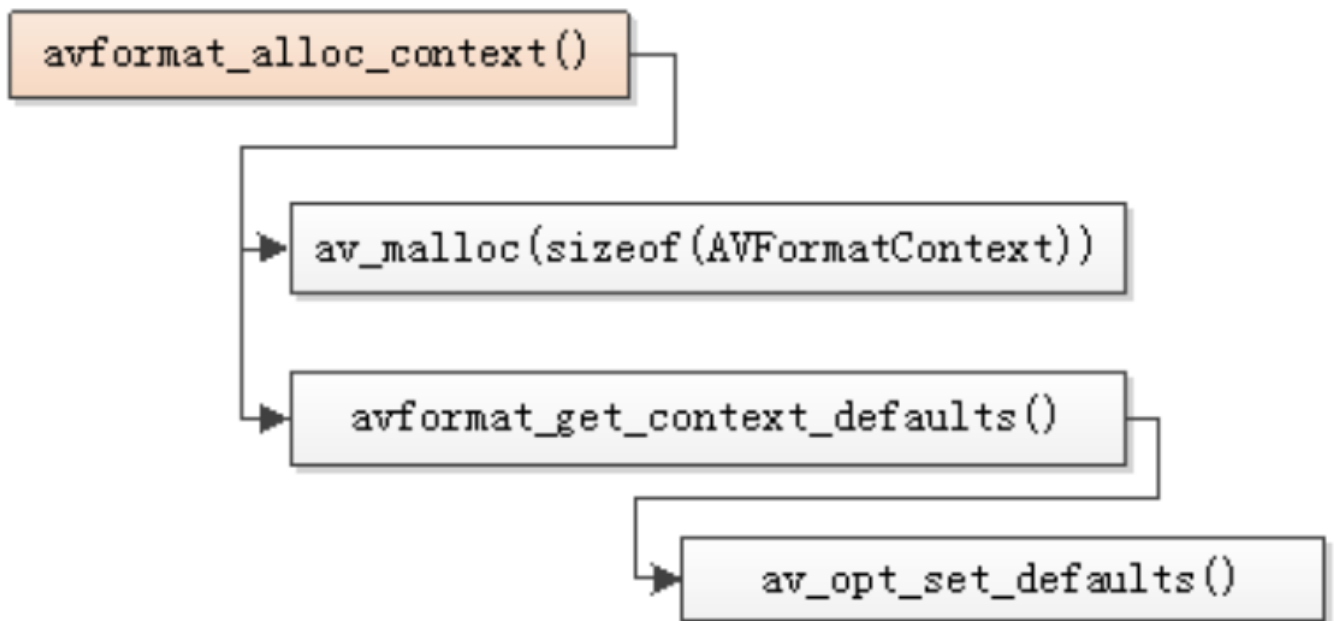 avformat_alloc_context()
av_malloc(sizeof(AVFormatContext))
avformat_get_context_defaults()
av_opt_set_defaults()